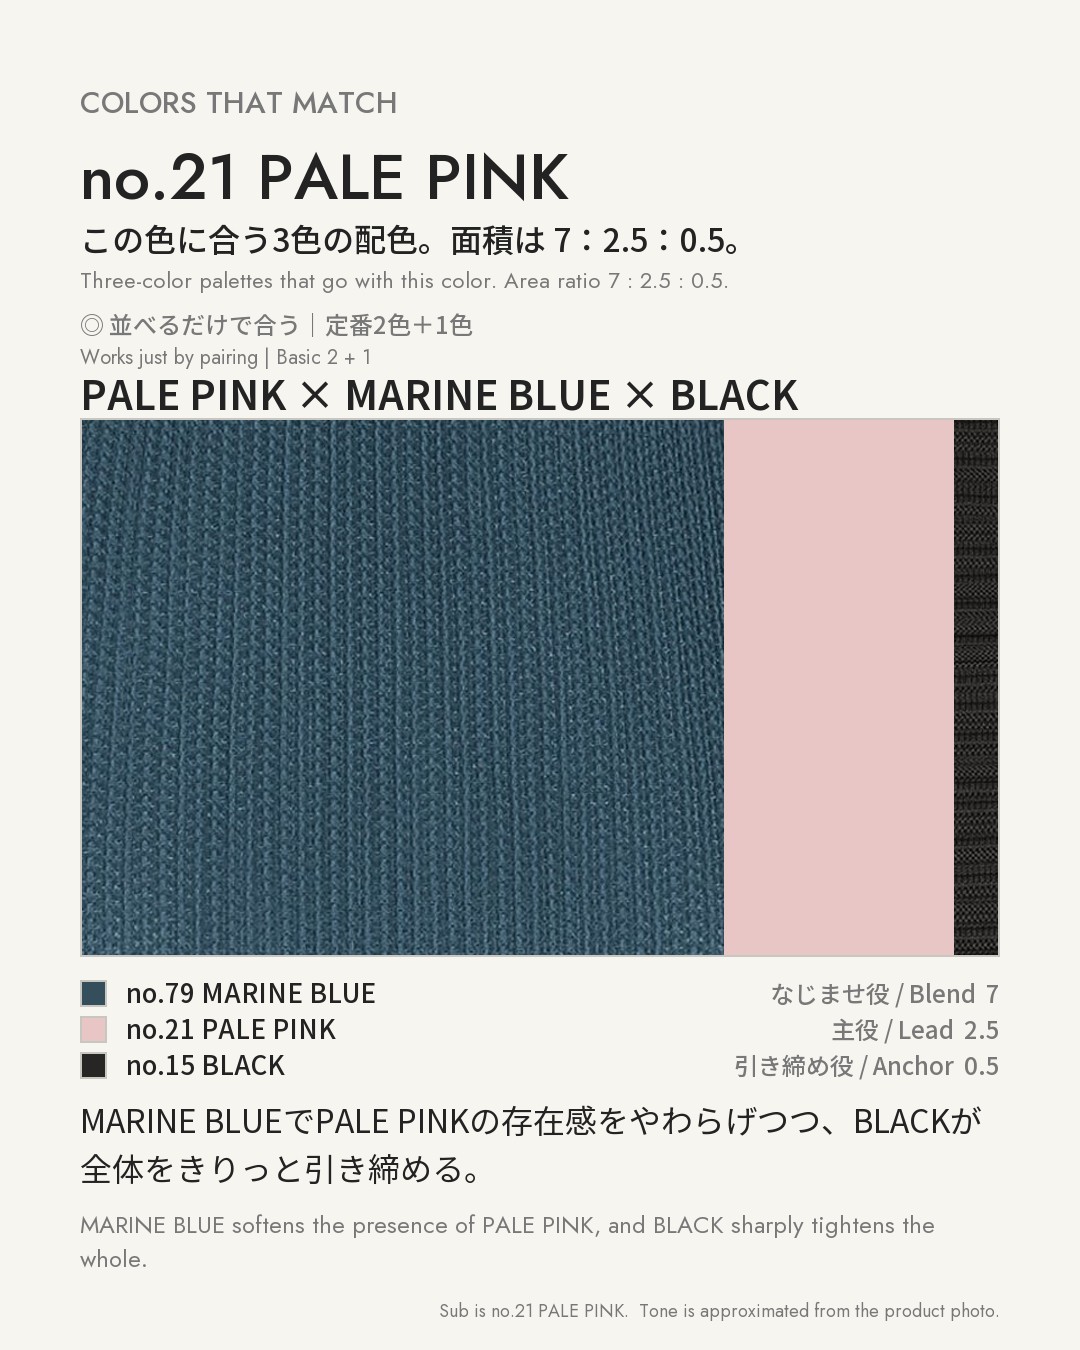 COLORS THAT MATCH
no.21 PALE PINK
この色に合う3色の配色。面積は 7：2.5：0.5。
Three-color palettes that go with this color. Area ratio 7 : 2.5 : 0.5.
◎ 並べるだけで合う｜定番2色＋1色
Works just by pairing | Basic 2 + 1
PALE PINK × MARINE BLUE × BLACK
no.79 MARINE BLUE なじませ役 / Blend 7
no.21 PALE PINK 主役 / Lead 2.5
no.15 BLACK 引き締め役 / Anchor 0.5
MARINE BLUEでPALE PINKの存在感をやわらげつつ、BLACKが
全体をきりっと引き締める。
MARINE BLUE softens the presence of PALE PINK, and BLACK sharply tightens the
whole.
Sub is no.21 PALE PINK. Tone is approximated from the product photo.